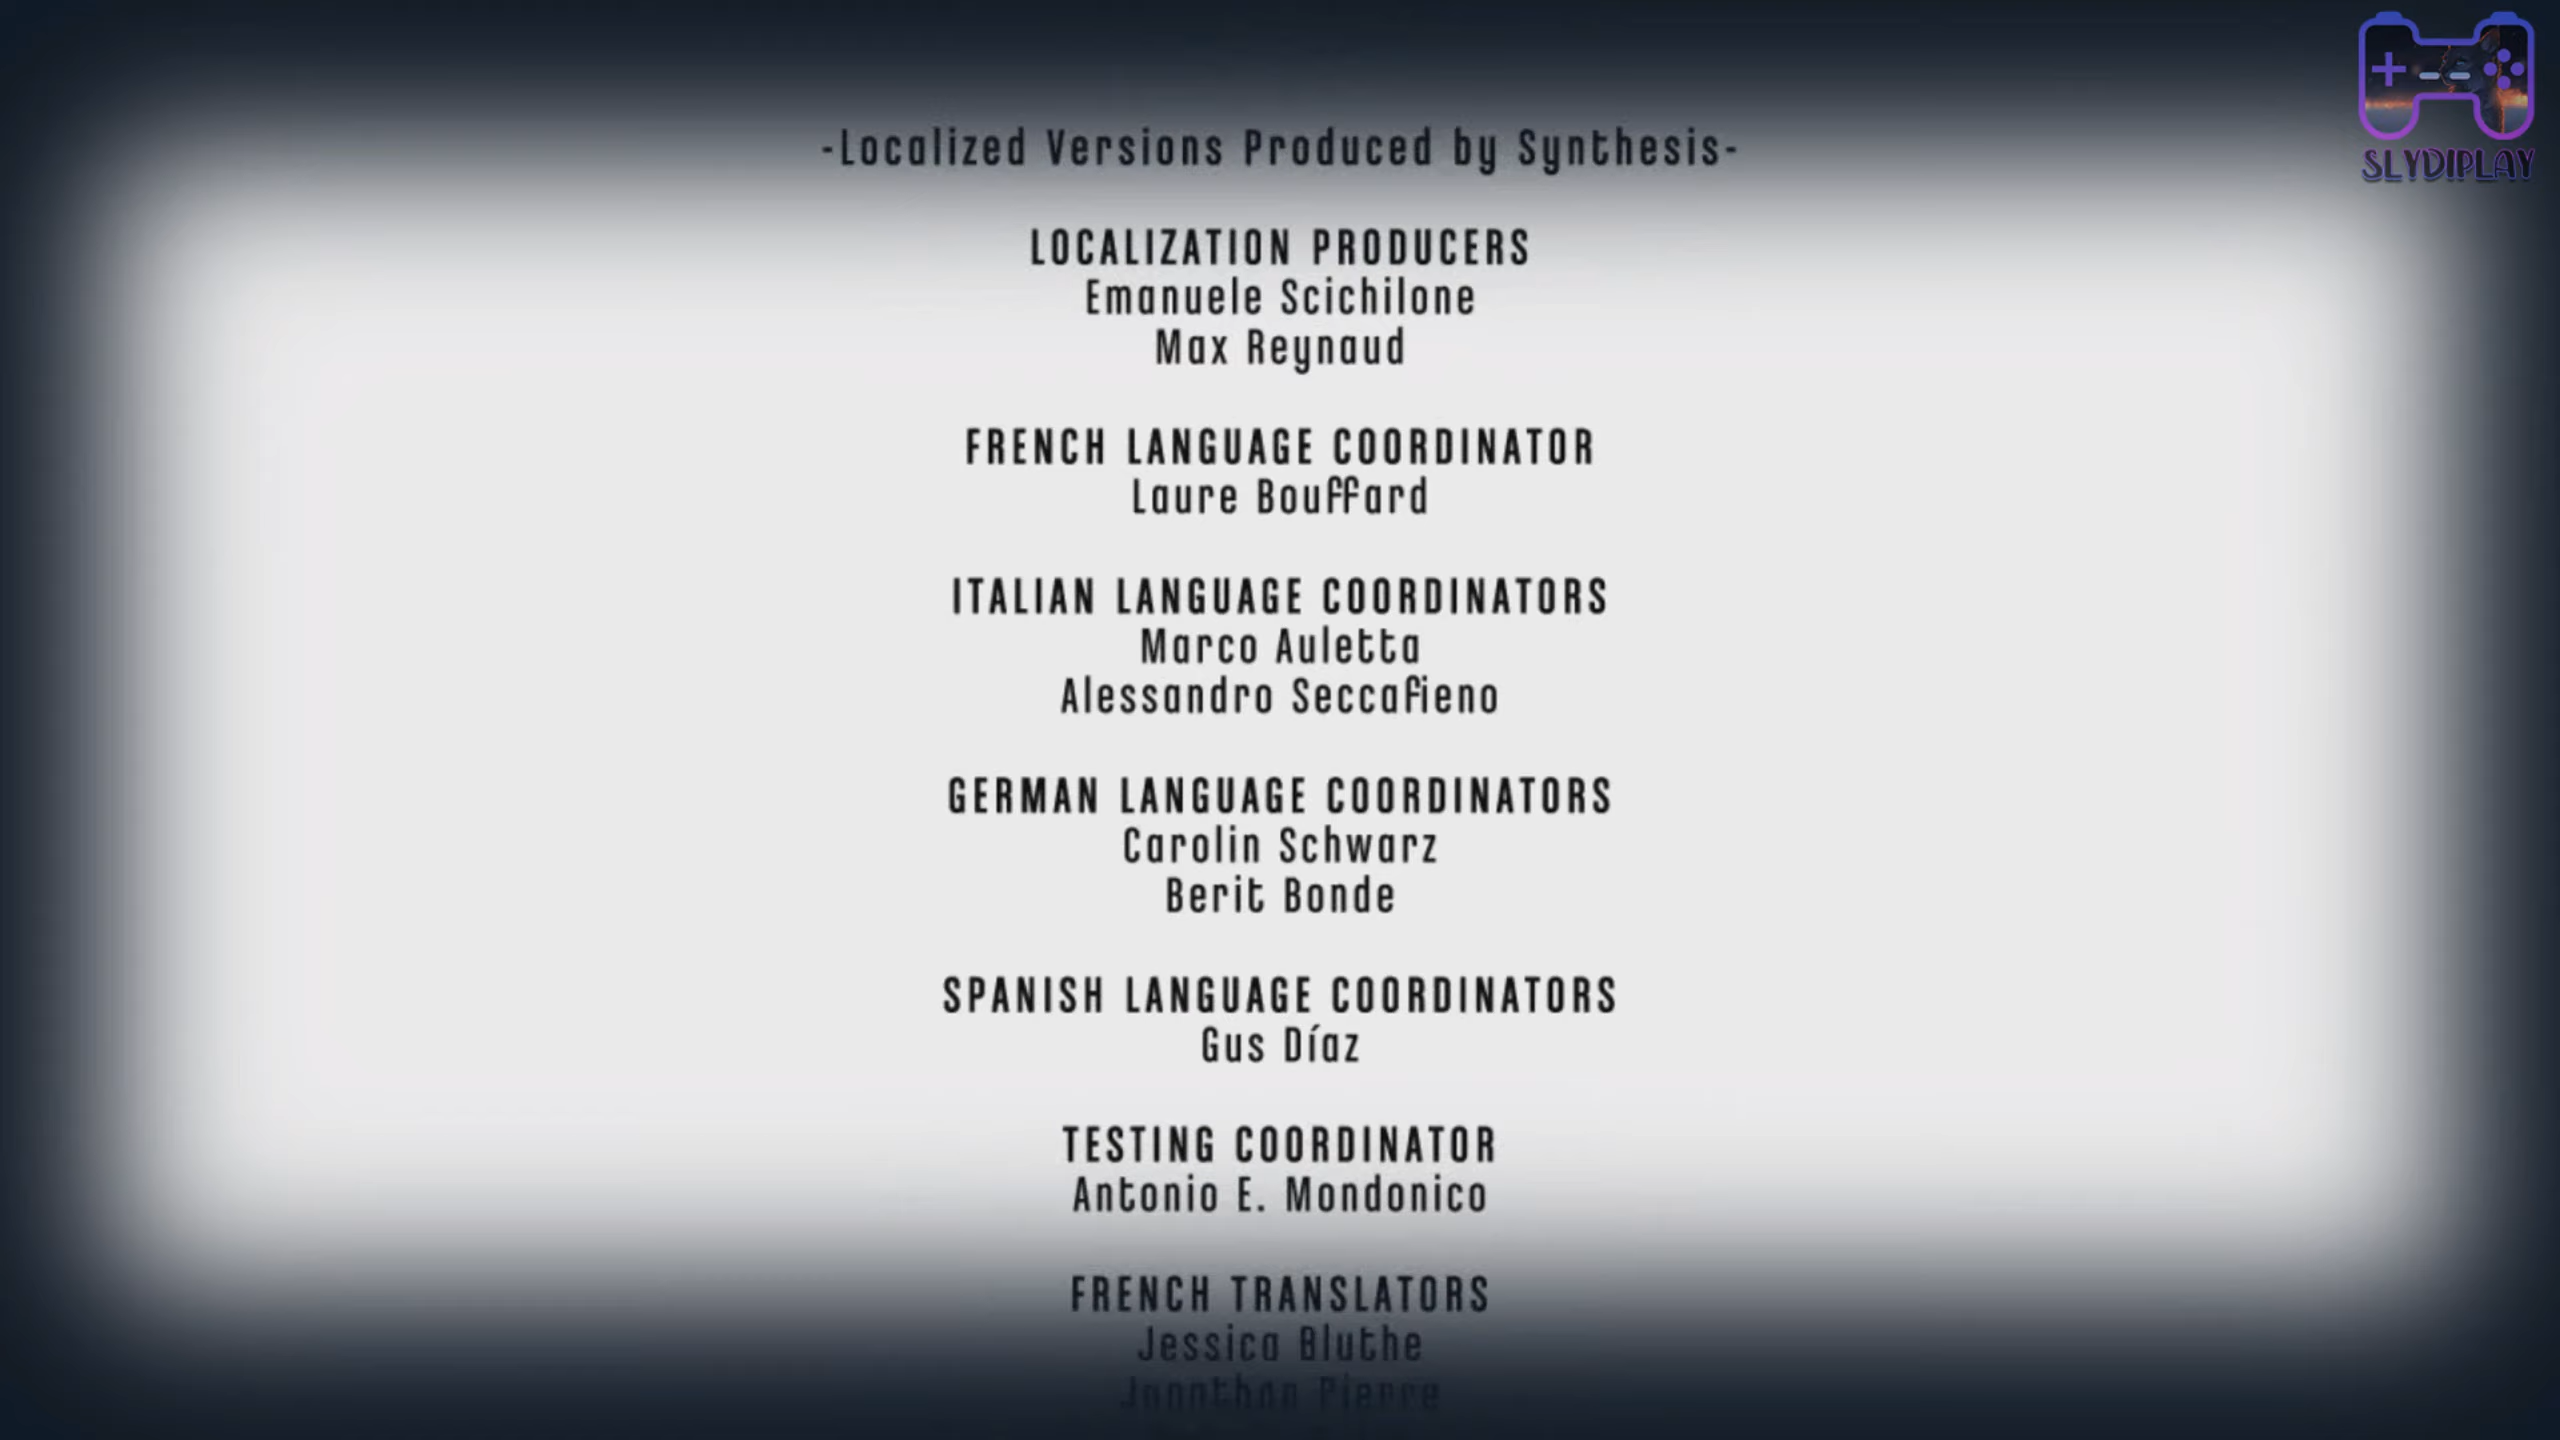 SLYDIPLAY
-Localized Versions Produced by Synthesis-
LOCALIZATION PRODUCERS
Emanuele Scichilone
Max Reynaud
FRENCH LANGUAGE COORDINATOR
Laure Bouffard
ITALIAN LANGUAGE COORDINATORS
Marco Auletta
Alessandro Seccafieno
GERMAN LANGUAGE COORDINATORS
Carolin Schwarz
Berit Bonde
SPANISH LANGUAGE COORDINATORS
Gus Díaz
TESTING COORDINATOR
Antonio E. Mondonico
FRENCH TRANSLATORS
Jessica Bluthe
Jonathan Pierre